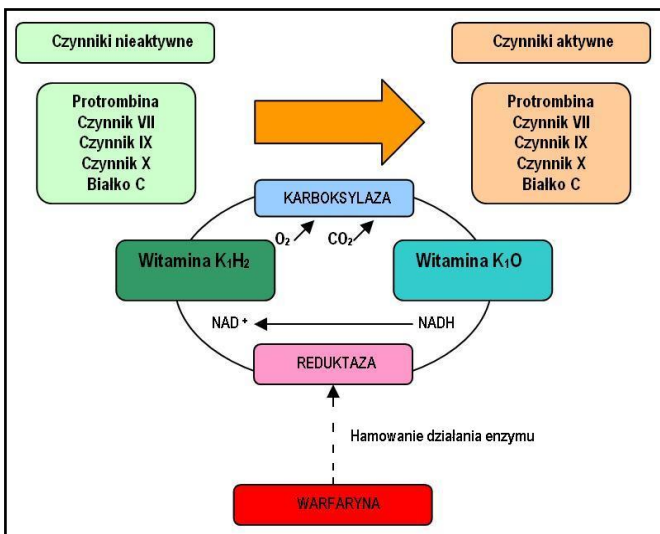 Czynniki nieaktywne
Czynniki aktywne
Protrombina
Czynnik VII
Czynnik IX
Czynnik X
Białko C
Protrombina
Czynnik VII
Czynnik IX
Czynnik X
Białko C
KARBOKSYLAZA
O₂
CO₂
Witamina K₁H₂
Witamina K₁O
NAD⁺
NADH
REDUKTAZA
Hamowanie działania enzymu
WARFARYNA